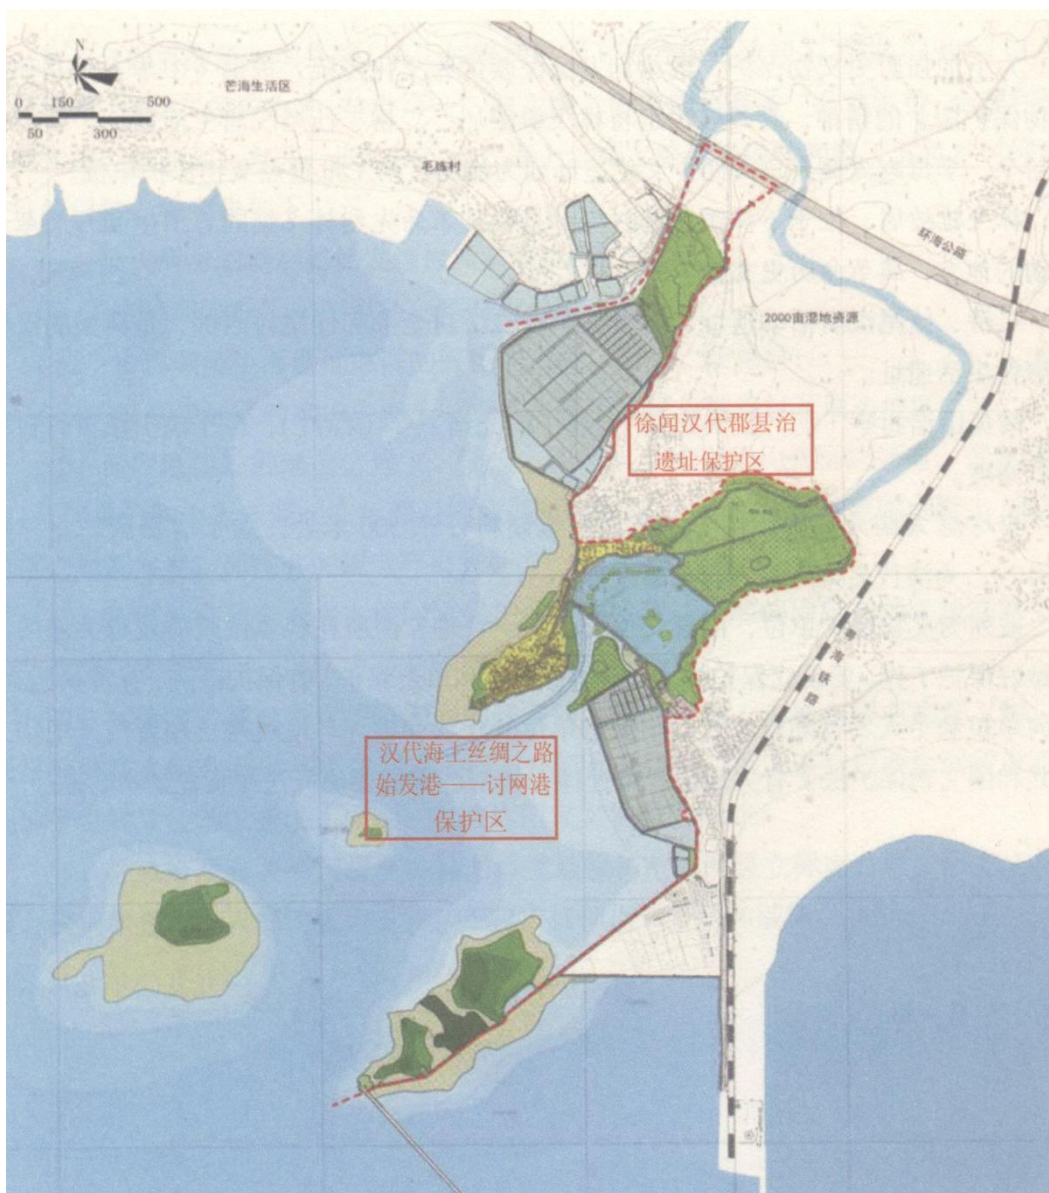 N
0 150 500
50 300
芒海生活区
毛练村
环海公路
2000亩湿地资源
徐闻汉代郡县治
遗址保护区
粤海铁路
汉代海上丝绸之路
始发港——讨网港
保护区